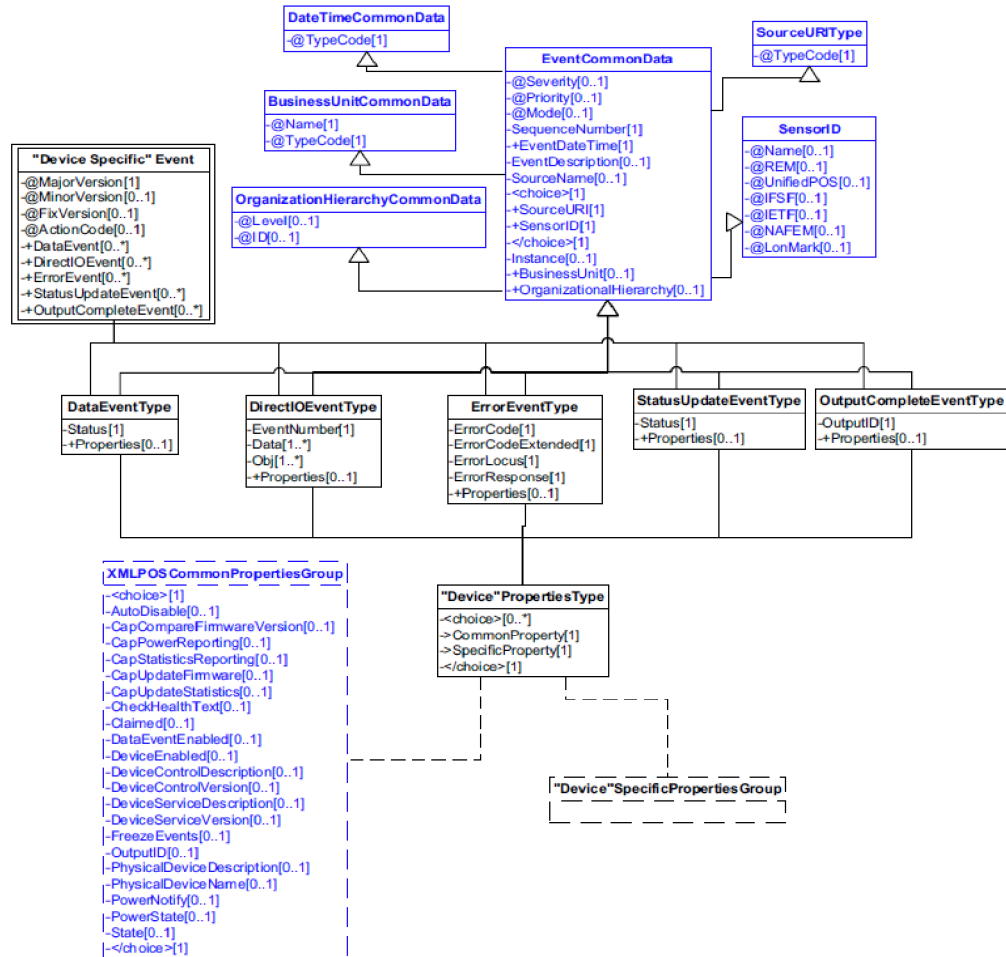 DateTimeCommonData
-@TypeCode[1]
SourceURIType
-@TypeCode[1]
EventCommonData
-@Severity[0..1]
-@Priority[0..1]
-@Mode[0..1]
-SequenceNumber[1]
-+EventDateTime[1]
-EventDescription[0..1]
-SourceName[0..1]
-<choice>[1]
-+SourceURI[1]
-+SensorID[1]
-</choice>[1]
-Instance[0..1]
-+BusinessUnit[0..1]
-+OrganizationalHierarchy[0..1]
BusinessUnitCommonData
-@Name[1]
-@TypeCode[1]
SensorID
-@Name[0..1]
-@REM[0..1]
-@UnifiedPOS[0..1]
-@IFSF[0..1]
-@IETF[0..1]
-@NAFEM[0..1]
-@LonMark[0..1]
"Device Specific" Event
-@MajorVersion[1]
-@MinorVersion[0..1]
-@FixVersion[0..1]
-@ActionCode[0..1]
-+DataEvent[0..*]
-+DirectIOEvent[0..*]
-+ErrorEvent[0..*]
-+StatusUpdateEvent[0..*]
-+OutputCompleteEvent[0..*]
OrganizationHierarchyCommonData
-@Level[0..1]
-@ID[0..1]
DataEventType
-Status[1]
-+Properties[0..1]
DirectIOEventType
-EventNumber[1]
-Data[1..*]
-Obj[1..*]
-+Properties[0..1]
ErrorEventType
-ErrorCode[1]
-ErrorCodeExtended[1]
-ErrorLocus[1]
-ErrorResponse[1]
-+Properties[0..1]
StatusUpdateEventType
-Status[1]
-+Properties[0..1]
OutputCompleteEventType
-OutputID[1]
-+Properties[0..1]
XMLPOSCommonPropertiesGroup
-<choice>[1]
-AutoDisable[0..1]
-CapCompareFirmwareVersion[0..1]
-CapPowerReporting[0..1]
-CapStatisticsReporting[0..1]
-CapUpdateFirmware[0..1]
-CapUpdateStatistics[0..1]
-CheckHealthText[0..1]
-Claimed[0..1]
-DataEventEnabled[0..1]
-DeviceEnabled[0..1]
-DeviceControlDescription[0..1]
-DeviceControlVersion[0..1]
-DeviceServiceDescription[0..1]
-DeviceServiceVersion[0..1]
-FreezeEvents[0..1]
-OutputID[0..1]
-PhysicalDeviceDescription[0..1]
-PhysicalDeviceName[0..1]
-PowerNotify[0..1]
-PowerState[0..1]
-State[0..1]
-</choice>[1]
"Device"PropertiesType
-<choice>[0..*]
->CommonProperty[1]
->SpecificProperty[1]
-</choice>[1]
"Device"SpecificPropertiesGroup